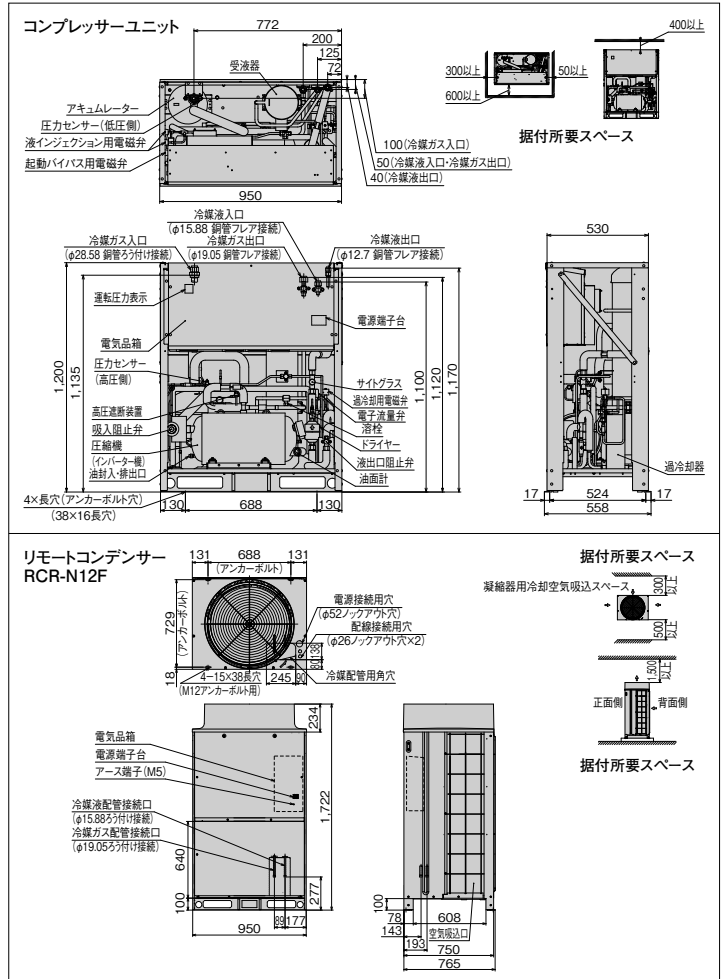 コンプレッサーユニット
772
200
125
72
受液器
アキュムレーター
圧力センサー(低圧側)
液インジェクション用電磁弁
起動バイパス用電磁弁
100(冷媒ガス入口)
50(冷媒液入口・冷媒ガス出口)
40(冷媒液出口)
950
400以上
300以上
50以上
600以上
据付所要スペース
冷媒液入口
(φ15.88 銅管フレア接続)
冷媒ガス入口
(φ28.58 銅管ろう付け接続)
冷媒ガス出口
(φ19.05 銅管フレア接続)
冷媒液出口
(φ12.7 銅管フレア接続)
530
運転圧力表示
電源端子台
電気品箱
圧力センサー
(高圧側)
高圧遮断装置
吸入阻止弁
圧縮機
(インバーター機)
油封入・排出口
4×長穴(アンカーボルト穴)
(38×16長穴)
サイトグラス
過冷却用電磁弁
電子流量弁
溶栓
ドライヤー
液出口阻止弁
油面計
1,200
1,135
1,100
1,120
1,170
130
688
130
過冷却器
17
524
17
558
リモートコンデンサー
RCR-N12F
131
688
131
(アンカーボルト)
729
(アンカーボルト)
18
電源接続用穴
(φ52ノックアウト穴)
配線接続用穴
(φ26ノックアウト穴×2)
138
80
245
90
冷媒配管用角穴
4−15×38長穴
(M12アンカーボルト用)
据付所要スペース
凝縮器用冷却空気吸込スペース
300以上
500以上
1,500以上
正面側
背面側
据付所要スペース
234
電気品箱
電源端子台
アース端子(M5)
1,722
冷媒液配管接続口
(φ15.88ろう付け接続)
冷媒ガス配管接続口
(φ19.05ろう付け接続)
640
100
277
89
177
950
100
78
608
143
空気吸込口
193
750
765